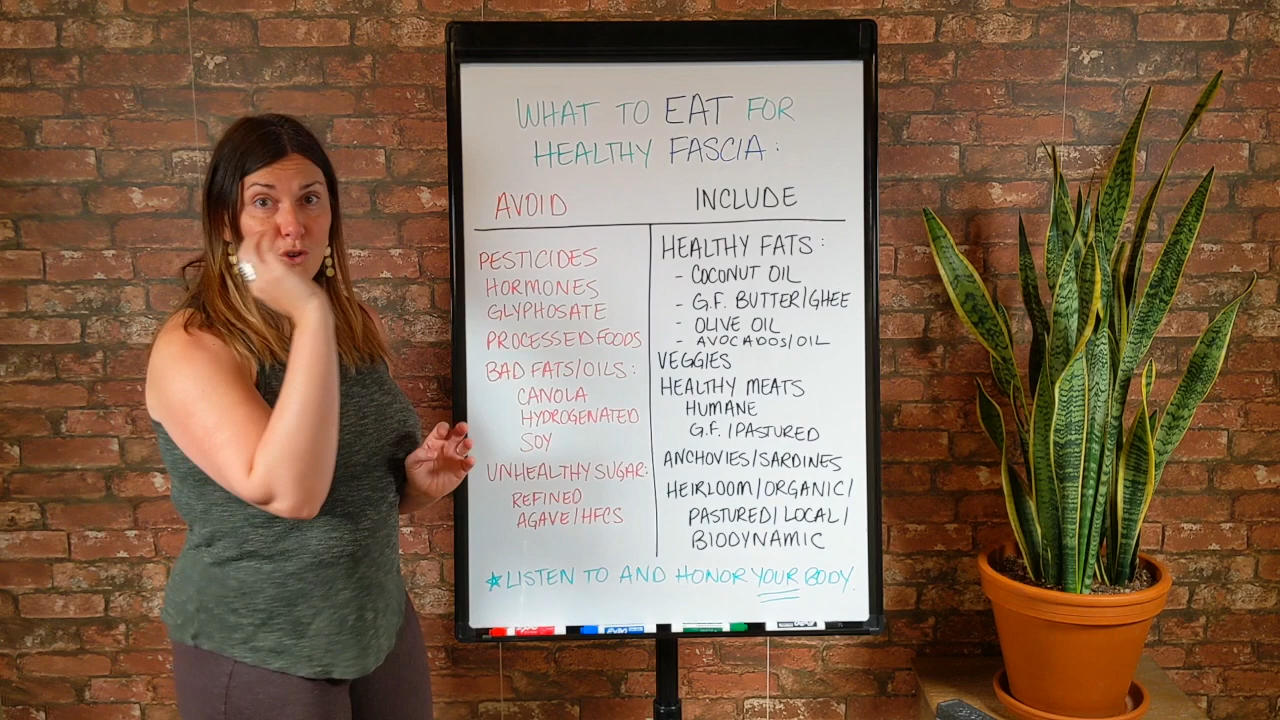 WHAT TO EAT FOR
HEALTHY FASCIA:
AVOID
PESTICIDES
HORMONES
GLYPHOSATE
PROCESSED FOODS
BAD FATS/OILS:
CANOLA
HYDROGENATED
SOY
UNHEALTHY SUGAR:
REFINED
AGAVE/HFCS
INCLUDE
HEALTHY FATS:
- COCONUT OIL
- G.F. BUTTER/GHEE
- OLIVE OIL
- AVOCADOS/OIL
VEGGIES
HEALTHY MEATS
HUMANE
G.F./PASTURED
ANCHOVIES/SARDINES
HEIRLOOM/ORGANIC/
PASTURED/LOCAL/
BIODYNAMIC
*LISTEN TO AND HONOR YOUR BODY.